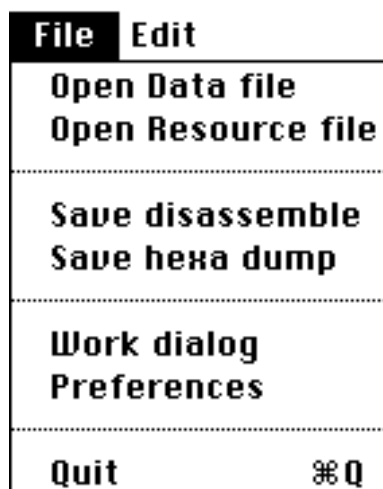 File Edit
Open Data file
Open Resource file
Save disassemble
Save hexa dump
Work dialog
Preferences
Quit ⌘Q